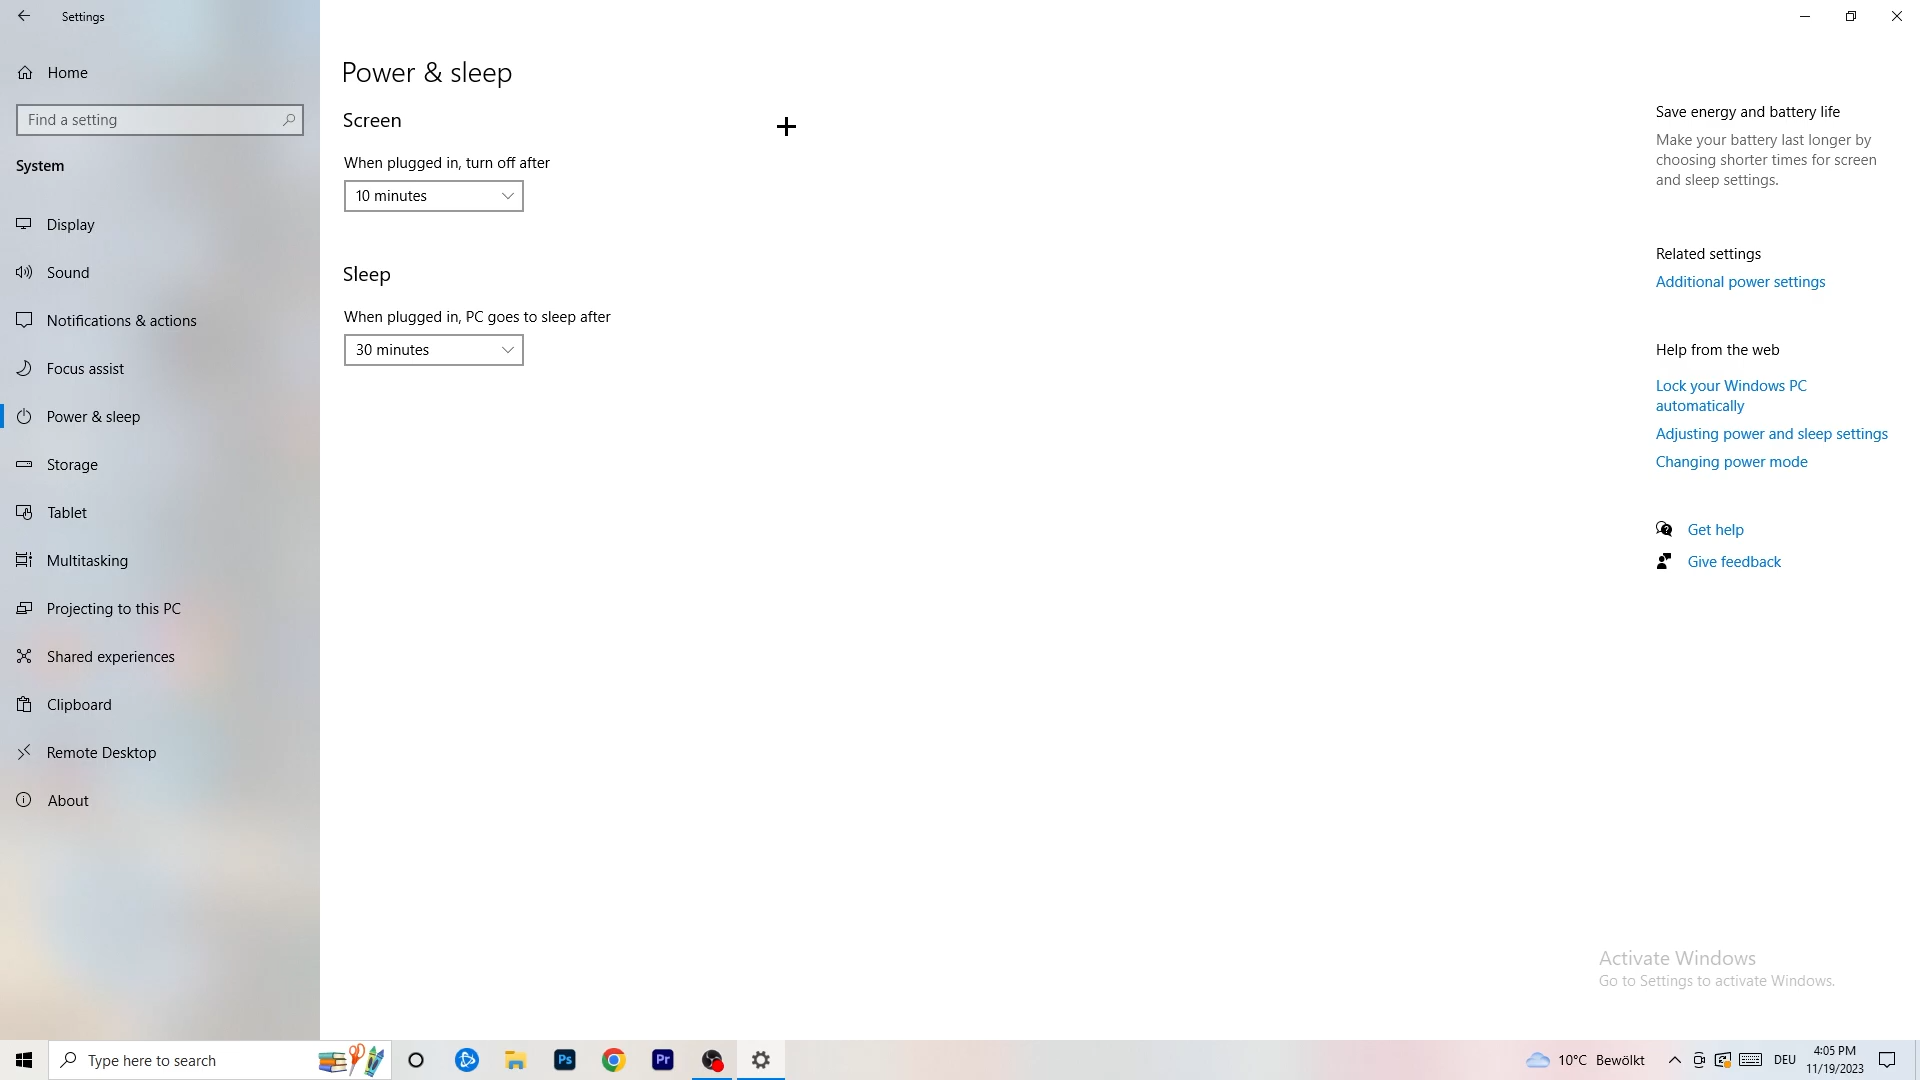 Settings
Home
Find a setting
System
Display
Sound
Notifications & actions
Focus assist
Power & sleep
Storage
Tablet
Multitasking
Projecting to this PC
Shared experiences
Clipboard
Remote Desktop
About
Power & sleep
Screen
When plugged in, turn off after
10 minutes
Sleep
When plugged in, PC goes to sleep after
30 minutes
Save energy and battery life
Make your battery last longer by
choosing shorter times for screen
and sleep settings.
Related settings
Additional power settings
Help from the web
Lock your Windows PC
automatically
Adjusting power and sleep settings
Changing power mode
Get help
Give feedback
Activate Windows
Go to Settings to activate Windows.
Type here to search
Ps
Pr
10°C Bewölkt
DEU
4:05 PM
11/19/2023